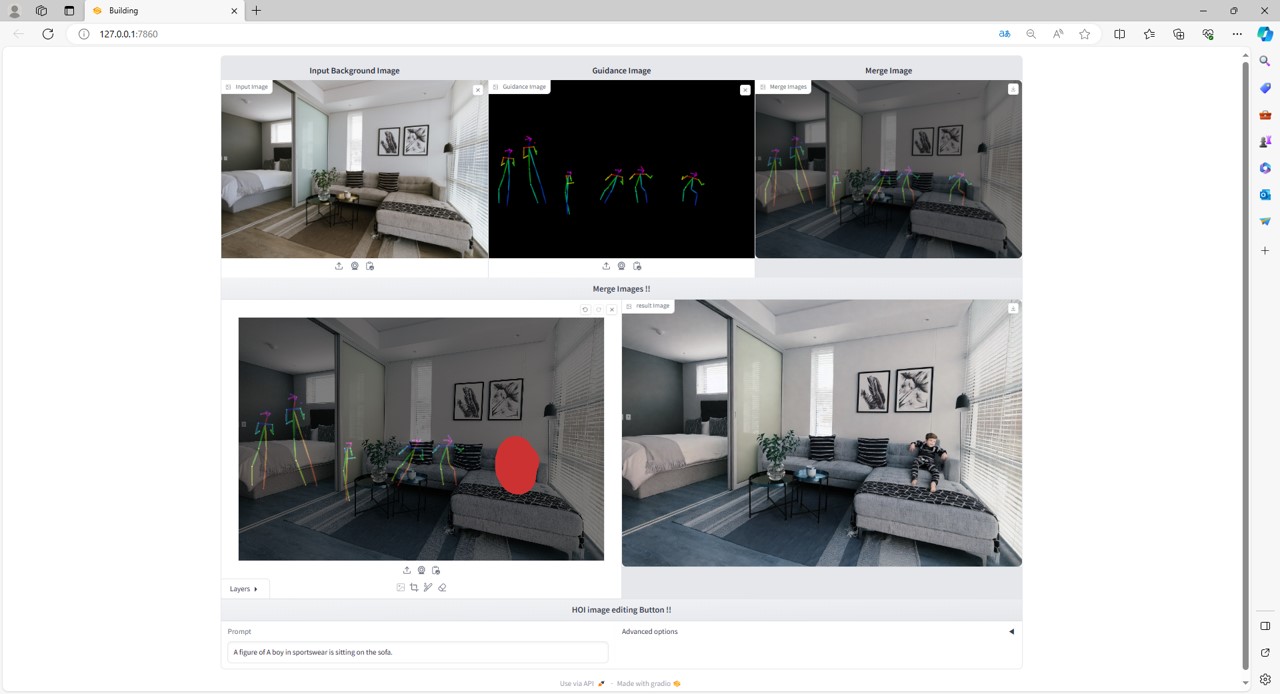 Building
127.0.0.1:7860
Input Background Image
Guidance Image
Merge Image
Input Image
Guidance Image
Merge Images
Merge Images !!
result Image
Layers
HOI image editing Button !!
Prompt
Advanced options
A figure of A boy in sportswear is sitting on the sofa.
Use via API · Made with gradio